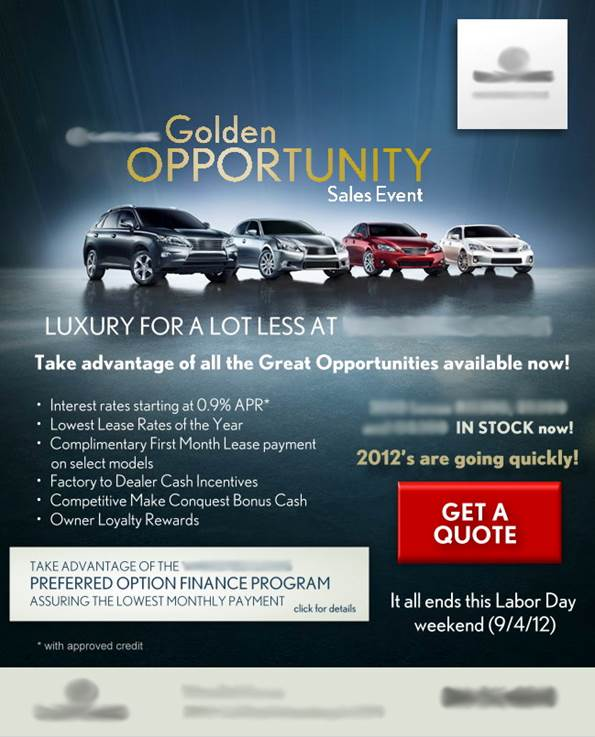 Golden
OPPORTUNITY
Sales Event
LUXURY FOR A LOT LESS AT
Take advantage of all the Great Opportunities available now!
• Interest rates starting at 0.9% APR*
• Lowest Lease Rates of the Year
• Complimentary First Month Lease payment
on select models
• Factory to Dealer Cash Incentives
• Competitive Make Conquest Bonus Cash
• Owner Loyalty Rewards
IN STOCK now!
2012's are going quickly!
GET A
QUOTE
TAKE ADVANTAGE OF THE
PREFERRED OPTION FINANCE PROGRAM
ASSURING THE LOWEST MONTHLY PAYMENT click for details
It all ends this Labor Day
weekend (9/4/12)
* with approved credit